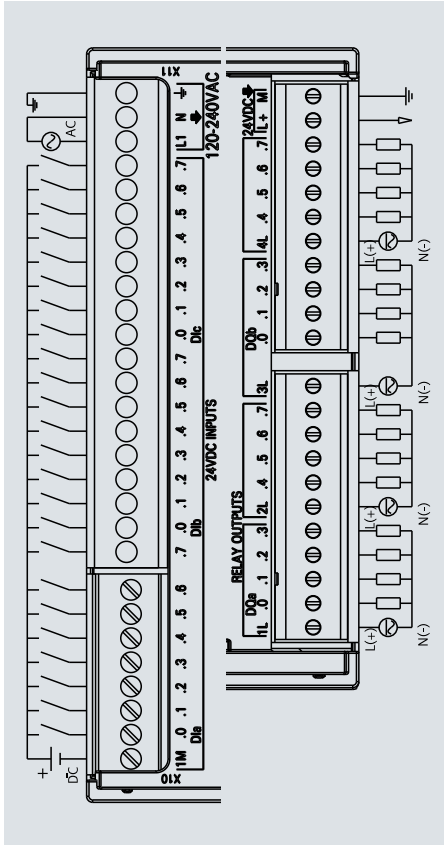 + AC
DC
X10 X11
1M .0 .1 .2 .3 .4 .5 .6 .7 .0 .1 .2 .3 .4 .5 .6 .7 .0 .1 .2 .3 .4 .5 .6 .7 L1 N
DIa DIb DIc
24VDC INPUTS 120-240VAC
RELAY OUTPUTS 24VDC
DQa DQb
1L .0 .1 .2 .3 2L .4 .5 .6 .7 3L .0 .1 .2 .3 4L .4 .5 .6 .7 L+ M
L(+) L(+) L(+) L(+)
N(-) N(-) N(-) N(-)